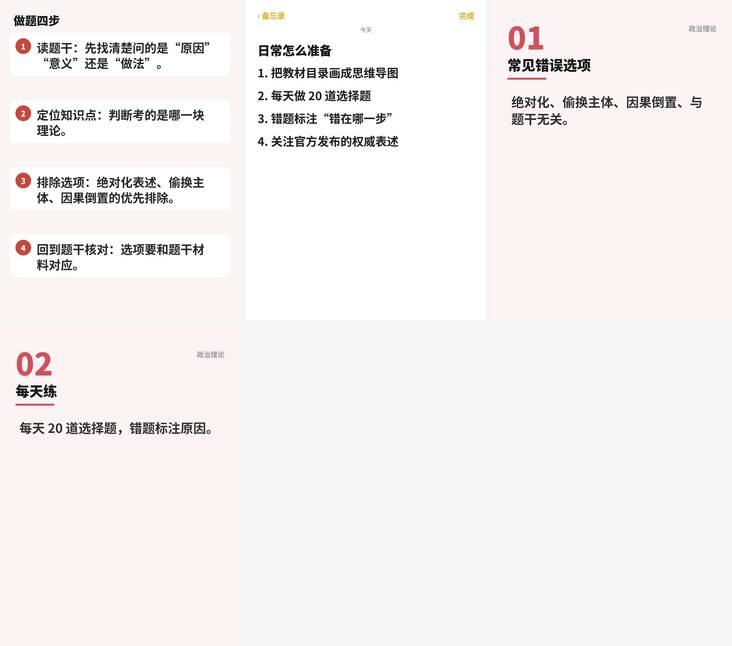 做题四步
1
读题干：先找清楚问的是“原因”
“意义”还是“做法”。
2
定位知识点：判断考的是哪一块
理论。
3
排除选项：绝对化表述、偷换主
体、因果倒置的优先排除。
4
回到题干核对：选项要和题干材
料对应。
‹ 备忘录
完成
今天
日常怎么准备
1. 把教材目录画成思维导图
2. 每天做 20 道选择题
3. 错题标注“错在哪一步”
4. 关注官方发布的权威表述
01
政治理论
常见错误选项
绝对化、偷换主体、因果倒置、与
题干无关。
02
政治理论
每天练
每天 20 道选择题，错题标注原因。